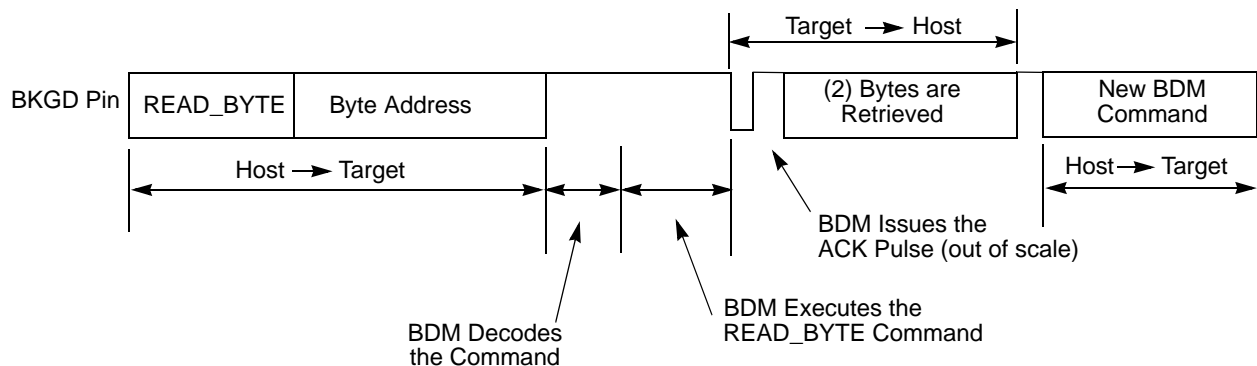 Target → Host
BKGD Pin
READ_BYTE
Byte Address
(2) Bytes are
Retrieved
New BDM
Command
Host → Target
Host → Target
BDM Issues the
ACK Pulse (out of scale)
BDM Decodes
the Command
BDM Executes the
READ_BYTE Command